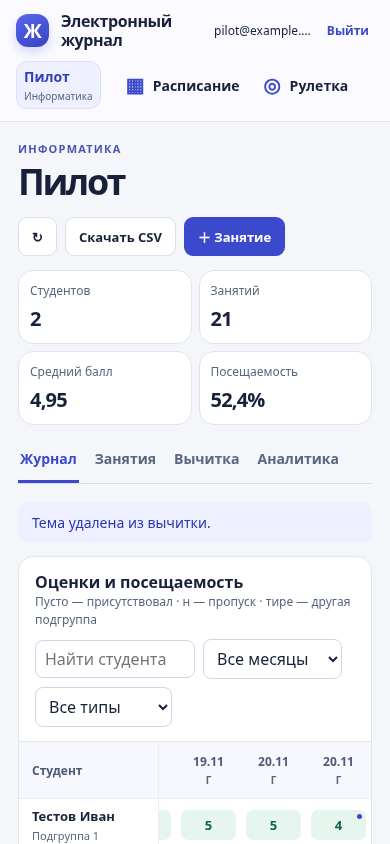 Ж
Электронный
журнал
pilot@example.... Выйти
Пилот
Информатика
Расписание
Рулетка
ИНФОРМАТИКА
Пилот
↻ Скачать CSV + Занятие
Студентов
2
Занятий
21
Средний балл
4,95
Посещаемость
52,4%
Журнал Занятия Вычитка Аналитика
Тема удалена из вычитки.
Оценки и посещаемость
Пусто — присутствовал · н — пропуск · тире — другая
подгруппа
Найти студента Все месяцы
Все типы
Студент 19.11 20.11 20.11
Г Г Г
Тестов Иван
Подгруппа 1
5 5 4